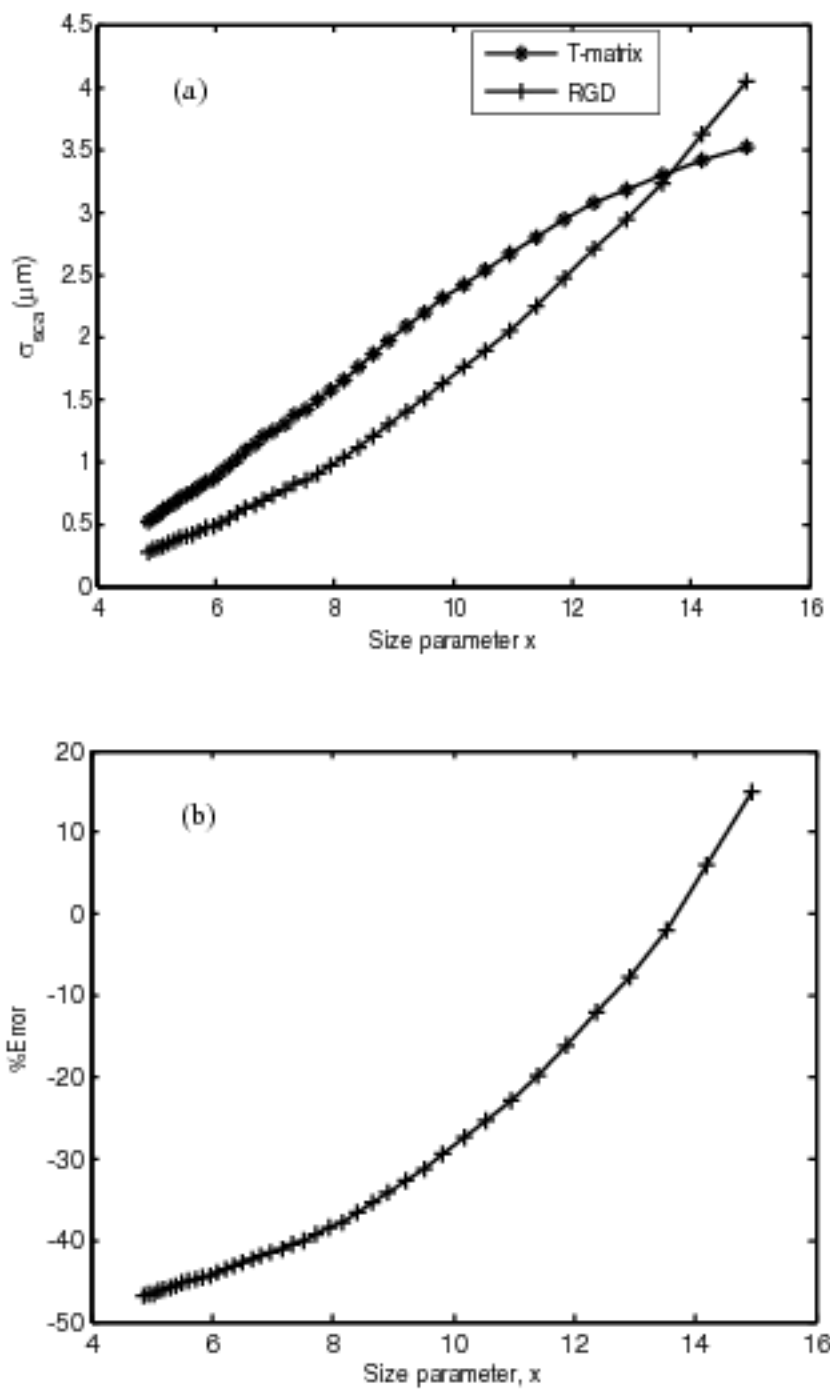 4.5
T-matrix
RGD
(a)
4
3.5
3
2.5
2
1.5
1
0.5
0
σsca (μm)
4 6 8 10 12 14 16
Size parameter x
20
(b)
10
0
-10
-20
-30
-40
-50
%Error
4 6 8 10 12 14 16
Size parameter, x